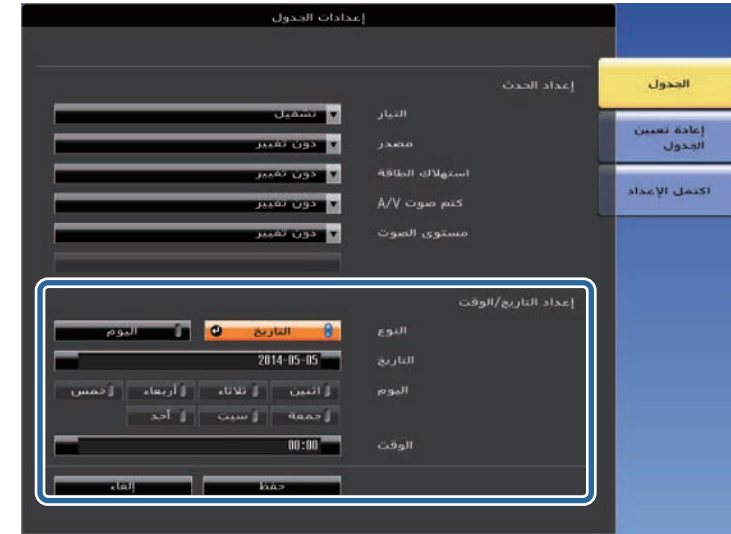 إعدادات الجدول
الجدول
إعادة تعيين
الجدول
اكتمل الإعداد
إعداد الحدث
التيار تشغيل
مصدر دون تغيير
استهلاك الطاقة دون تغيير
كتم صوت A/V دون تغيير
مستوى الصوت دون تغيير
إعداد التاريخ/الوقت
النوع التاريخ اليوم
التاريخ 2014-05-05
اليوم اثنين ثلاثاء أربعاء خمس
جمعة سبت أحد
الوقت 00:00
حفظ إلغاء